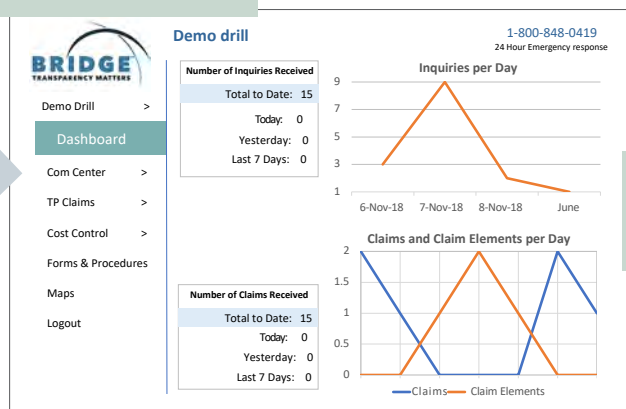 BRIDGE
TRANSPARENCY MATTERS
Demo drill
1-800-848-0419
24 Hour Emergency response
Demo Drill >
Dashboard
Com Center >
TP Claims >
Cost Control >
Forms & Procedures
Maps
Logout
Number of Inquiries Received
Total to Date: 15
Today: 0
Yesterday: 0
Last 7 Days: 0
Inquiries per Day
9
7
5
3
1
6-Nov-18 7-Nov-18 8-Nov-18 June
Number of Claims Received
Total to Date: 15
Today: 0
Yesterday: 0
Last 7 Days: 0
Claims and Claim Elements per Day
2
1.5
1
0.5
0
Claims Claim Elements